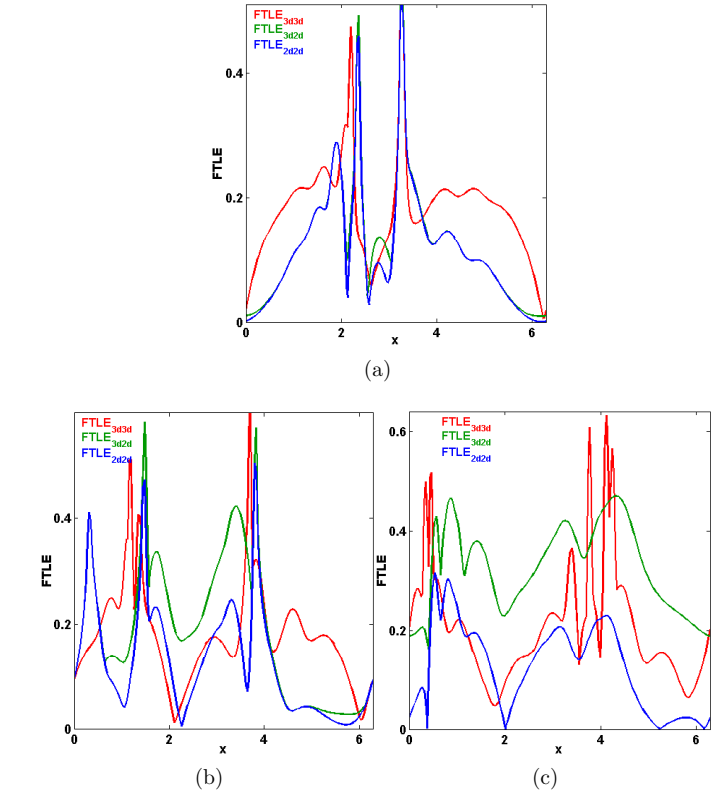 FTLE3d3d
FTLE3d2d
FTLE2d2d
0.4
0.2
0
FTLE
0 2 4 6
x
(a)
FTLE3d3d
FTLE3d2d
FTLE2d2d
0.4
0.2
0
FTLE
0 2 4 6
x
(b)
0.6
FTLE3d3d
FTLE3d2d
FTLE2d2d
0.4
0.2
0
FTLE
0 2 4 6
x
(c)